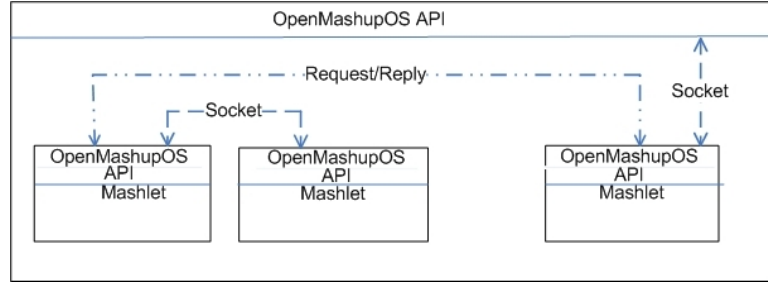 OpenMashupOS API
Request/Reply
Socket
Socket
OpenMashupOS
API
Mashlet
OpenMashupOS
API
Mashlet
OpenMashupOS
API
Mashlet